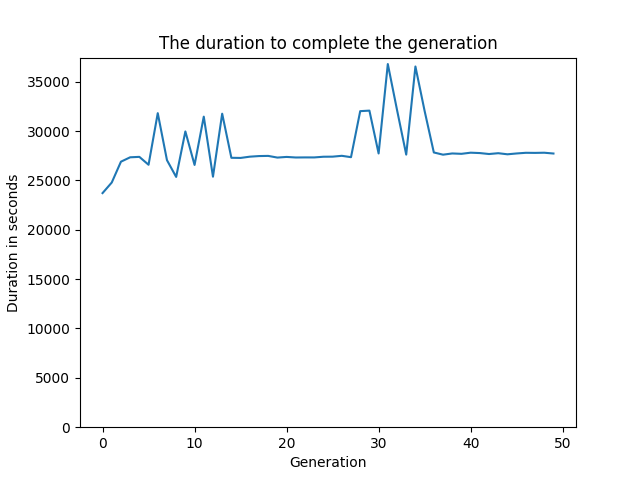 The duration to complete the generation
35000
30000
25000
20000
15000
10000
5000
0
Duration in seconds
0 10 20 30 40 50
Generation